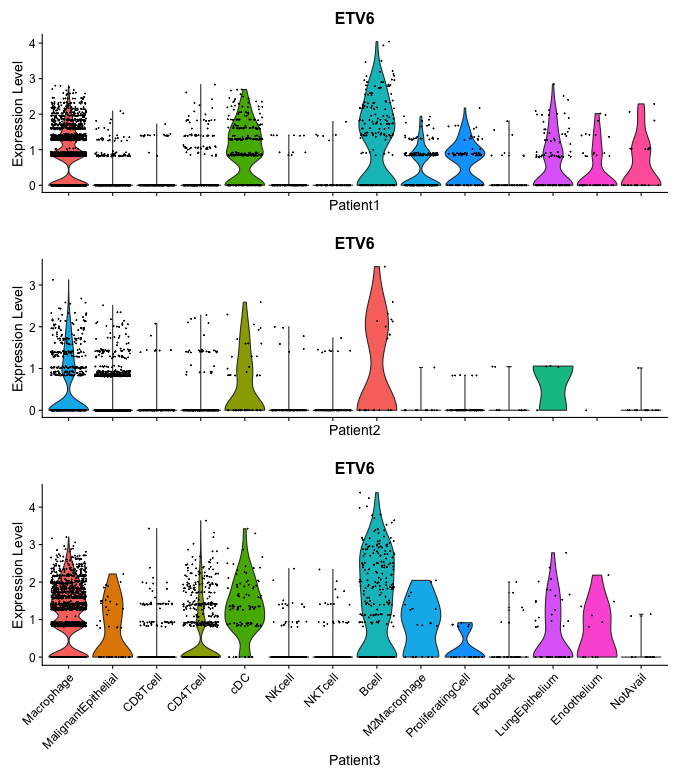 ETV6
Expression Level
4
3
2
1
0
Patient1
ETV6
Expression Level
3
2
1
0
Patient2
ETV6
Expression Level
4
3
2
1
0
Macrophage
MalignantEpithelial
CD8Tcell
CD4Tcell
cDC
NKcell
NKTcell
Bcell
M2Macrophage
ProliferatingCell
Fibroblast
LungEpithelium
Endothelium
NotAvail
Patient3